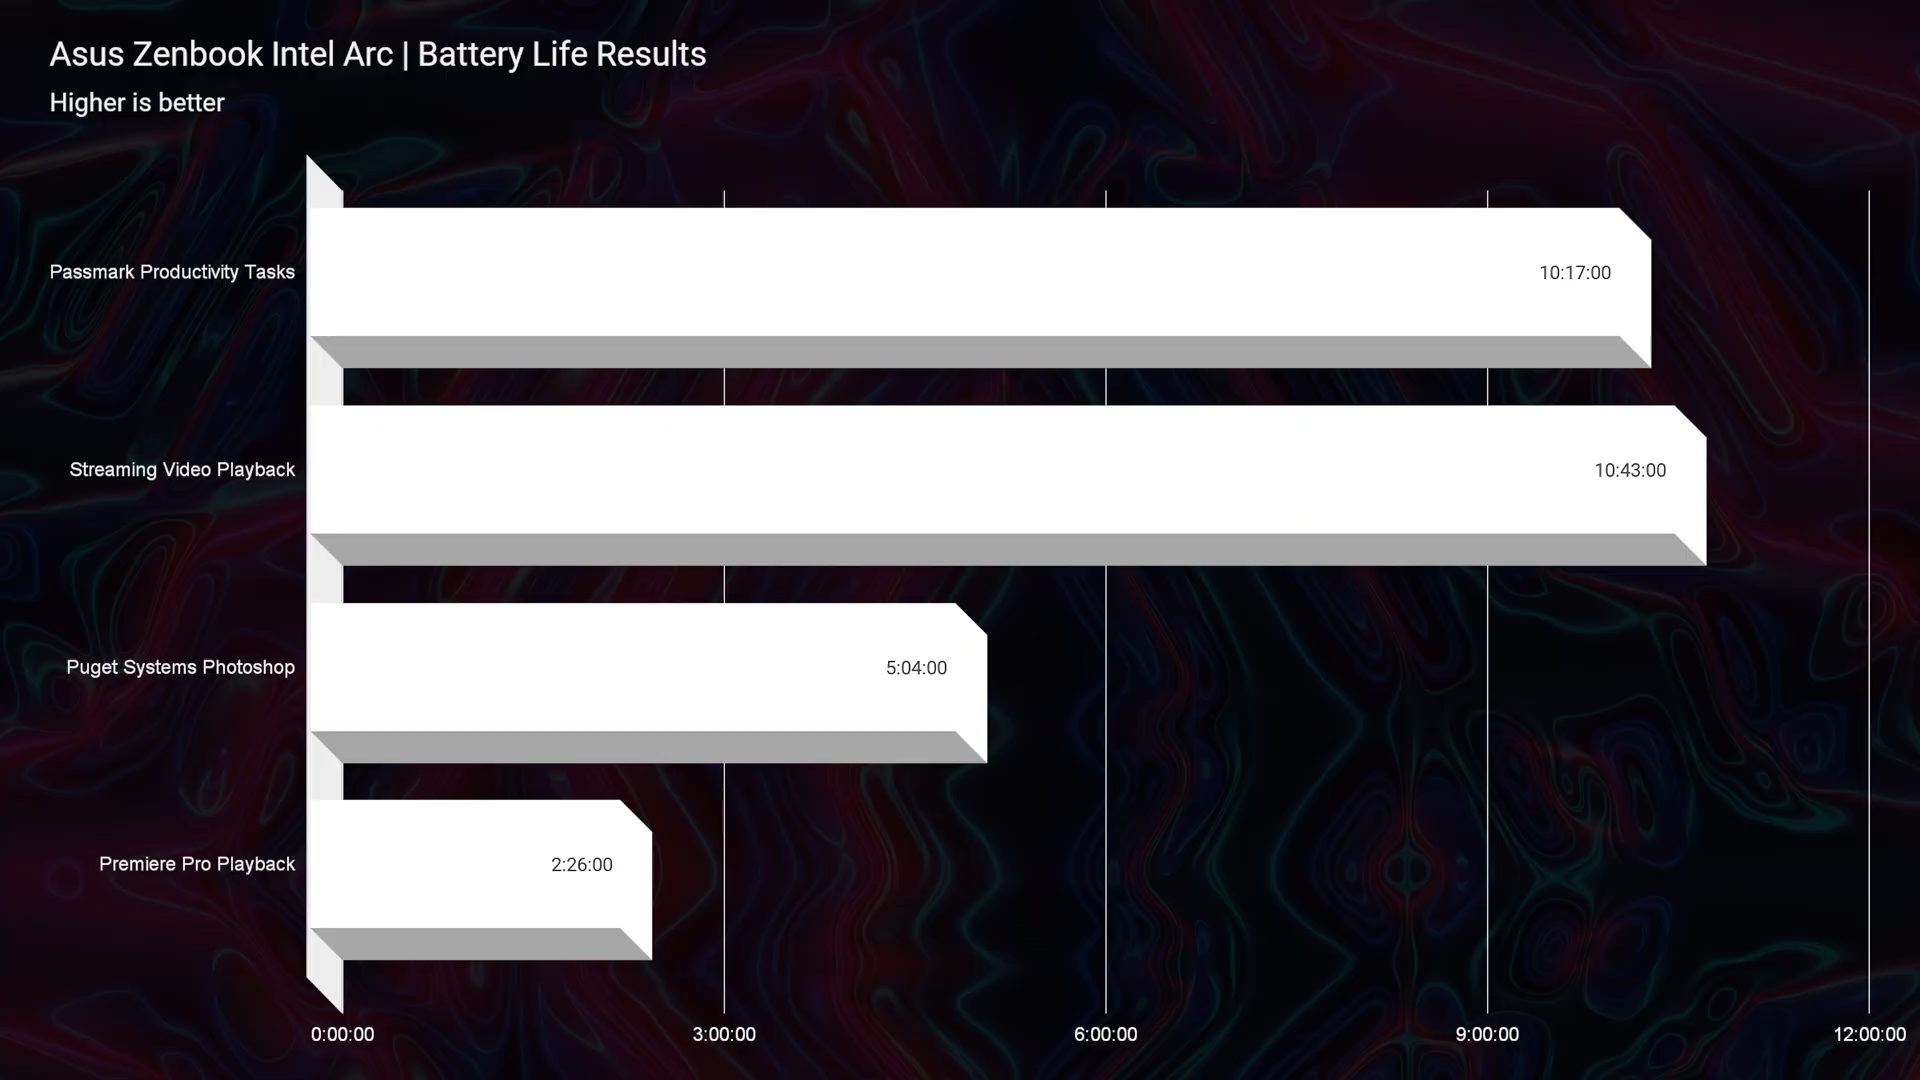 Asus Zenbook Intel Arc | Battery Life Results
Higher is better
Passmark Productivity Tasks
10:17:00
Streaming Video Playback
10:43:00
Puget Systems Photoshop
5:04:00
Premiere Pro Playback
2:26:00
0:00:00
3:00:00
6:00:00
9:00:00
12:00:00